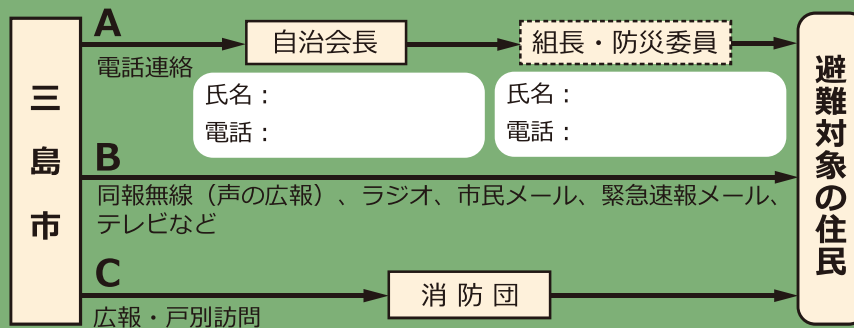 三島市
A
電話連絡
自治会長
氏名：
電話：
組長・防災委員
氏名：
電話：
B
同報無線（声の広報）、ラジオ、市民メール、緊急速報メール、
テレビなど
C
広報・戸別訪問
消防団
避難対象の住民